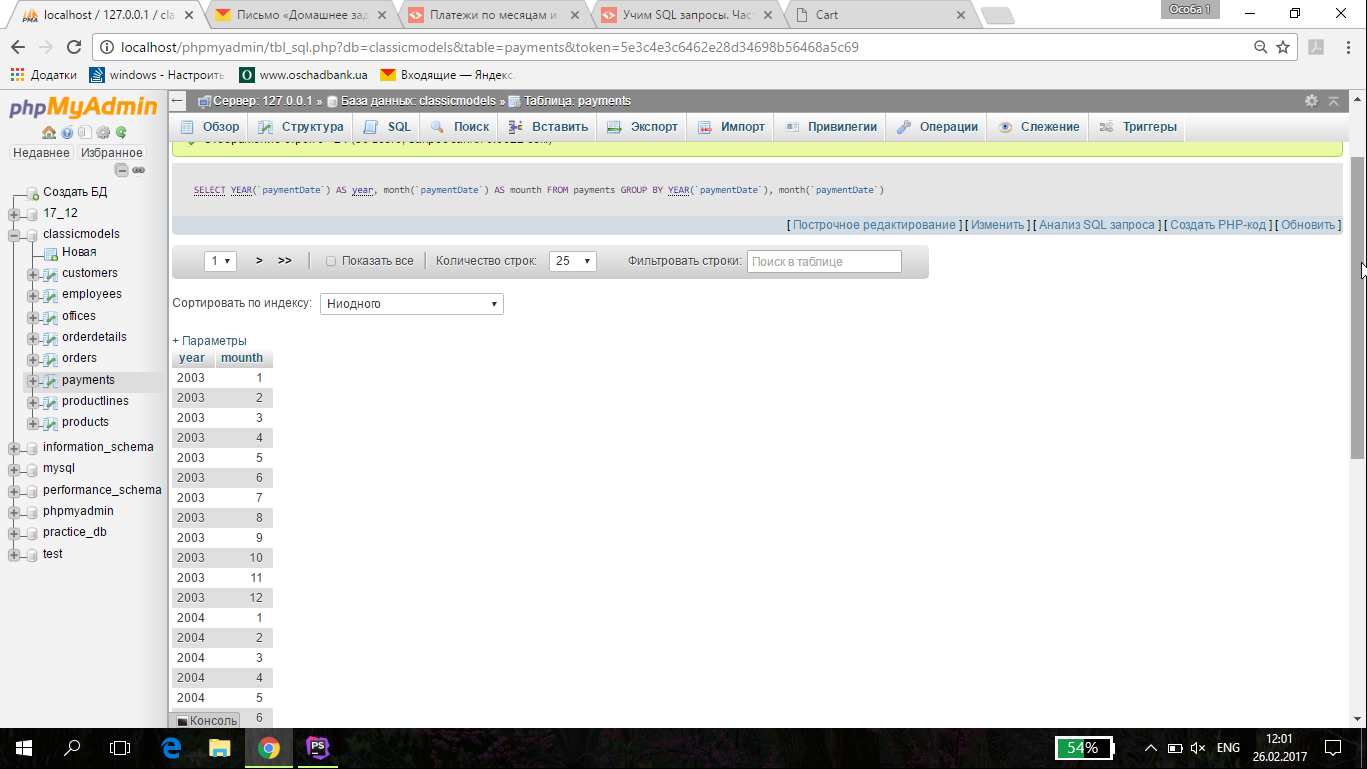 localhost / 127.0.0.1 / cla
Письмо «Домашнее зад
Платежи по месяцам и
Учим SQL запросы. Час
Cart
Особа 1
localhost/phpmyadmin/tbl_sql.php?db=classicmodels&table=payments&token=5e3c4e3c6462e28d34698b56468a5c69
Додатки
windows - Настроить
www.oschadbank.ua
Входящие — Яндекс.
phpMyAdmin
Недавнее
Избранное
Создать БД
17_12
classicmodels
Новая
customers
employees
offices
orderdetails
orders
payments
productlines
products
information_schema
mysql
performance_schema
phpmyadmin
practice_db
test
Сервер: 127.0.0.1 » База данных: classicmodels » Таблица: payments
Обзор
Структура
SQL
Поиск
Вставить
Экспорт
Импорт
Привилегии
Операции
Слежение
Триггеры
SELECT YEAR(`paymentDate`) AS year, month(`paymentDate`) AS mounth FROM payments GROUP BY YEAR(`paymentDate`), month(`paymentDate`)
[ Построчное редактирование ] [ Изменить ] [ Анализ SQL запроса ] [ Создать PHP-код ] [ Обновить ]
1 > >> Показать все Количество строк: 25 Фильтровать строки: Поиск в таблице
Сортировать по индексу: Ниодного
+ Параметры
year mounth
2003 1
2003 2
2003 3
2003 4
2003 5
2003 6
2003 7
2003 8
2003 9
2003 10
2003 11
2003 12
2004 1
2004 2
2004 3
2004 4
2004 5
6
Консоль
PS
54%
ENG
12:01
26.02.2017